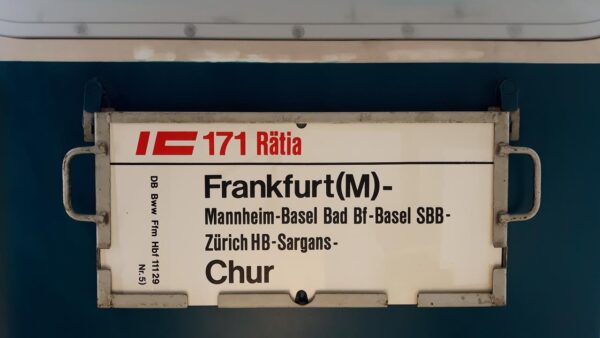 IC 171 Rätia
Frankfurt(M)-
Mannheim-Basel Bad Bf-Basel SBB-
Zürich HB-Sargans-
Chur
DB Bww Ffm Hbf 111 29 Nr. 5)